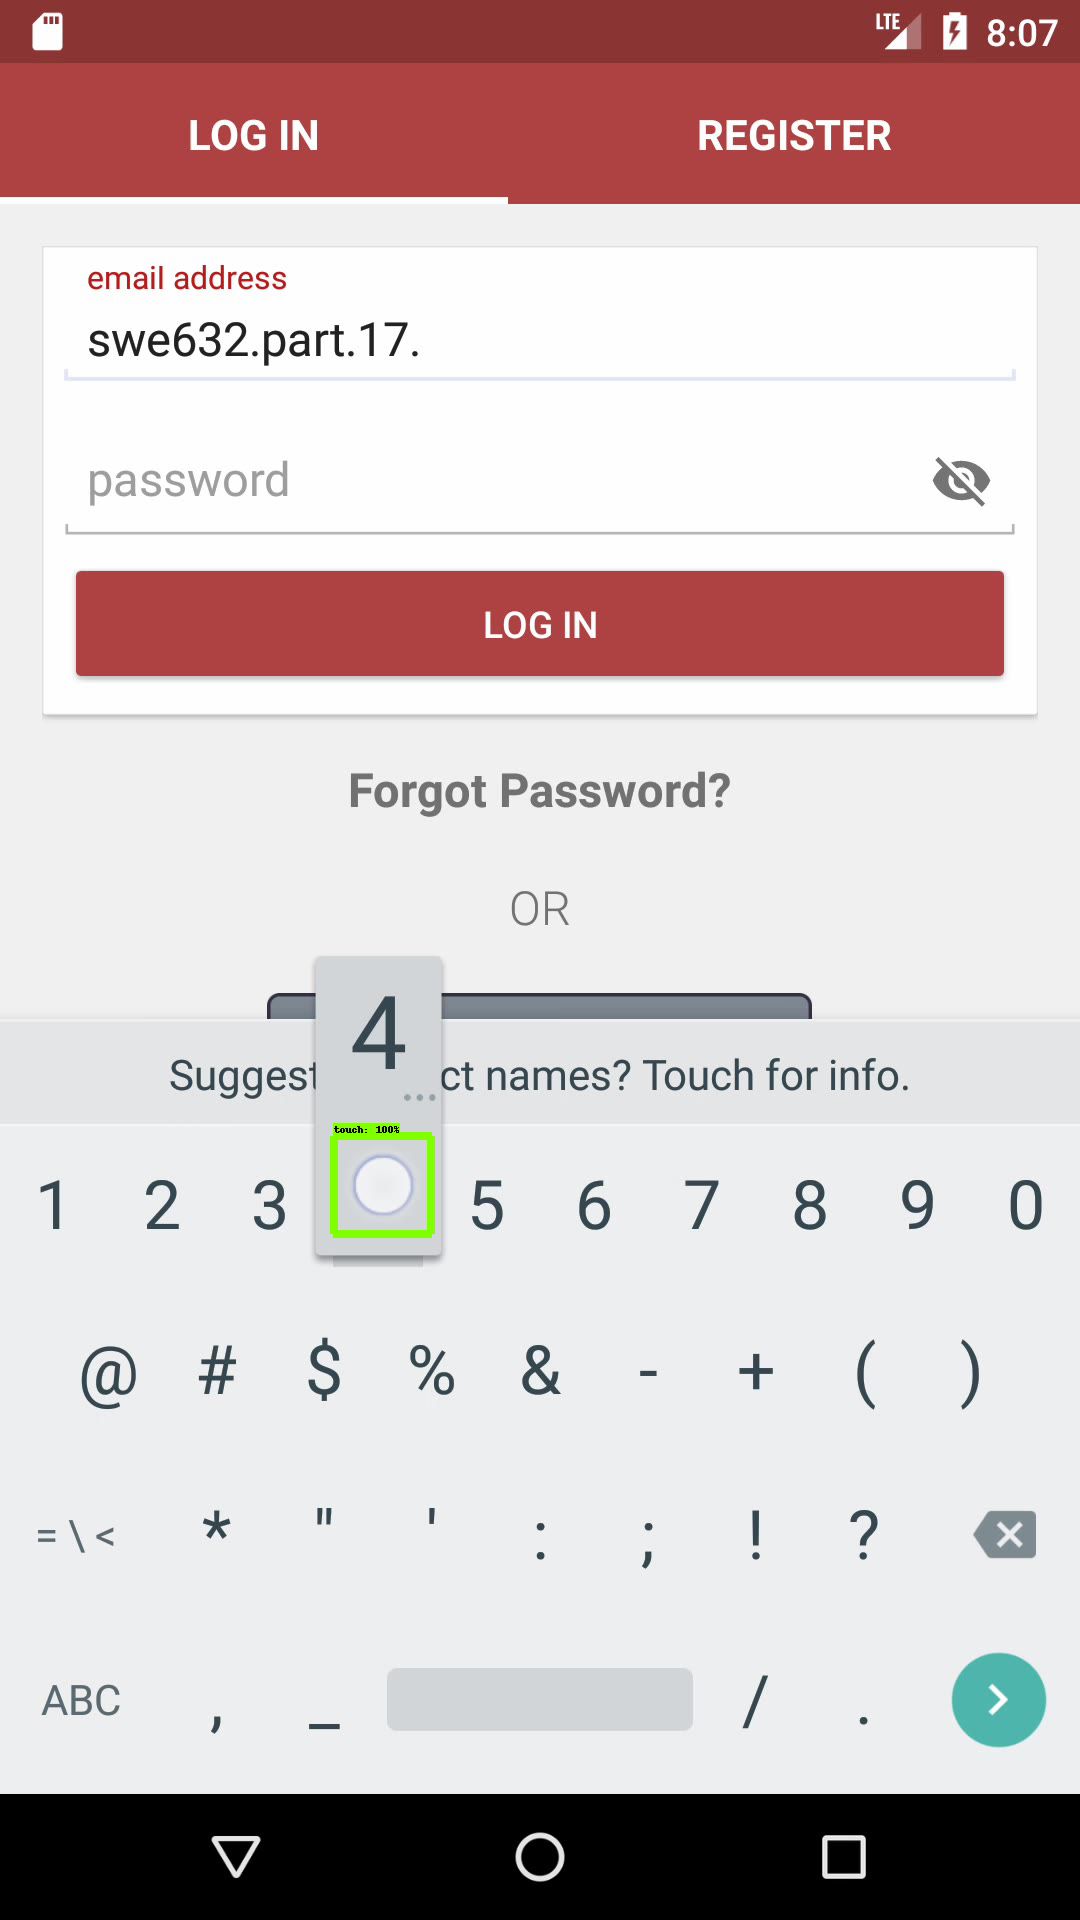 LTE 8:07
LOG IN REGISTER
email address
swe632.part.17.
password
LOG IN
Forgot Password?
OR
4
Suggest ct names? Touch for info.
touch: 100%
1 2 3 5 6 7 8 9 0
@ # $ % & - + ( )
= \ < * " ' : ; ! ?
ABC , _ / .